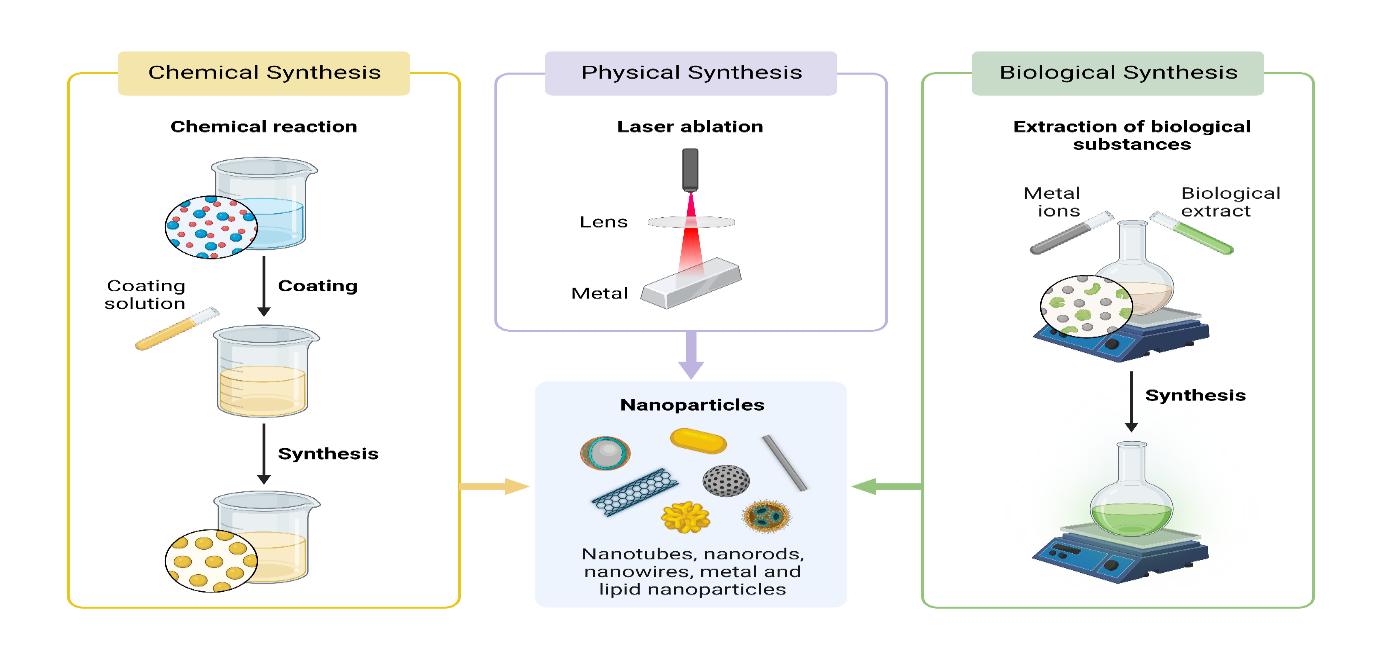 Chemical Synthesis
Chemical reaction
Coating
solution
Coating
Synthesis
Physical Synthesis
Laser ablation
Lens
Metal
Nanoparticles
Nanotubes, nanorods,
nanowires, metal and
lipid nanoparticles
Biological Synthesis
Extraction of biological
substances
Metal
ions
Biological
extract
Synthesis